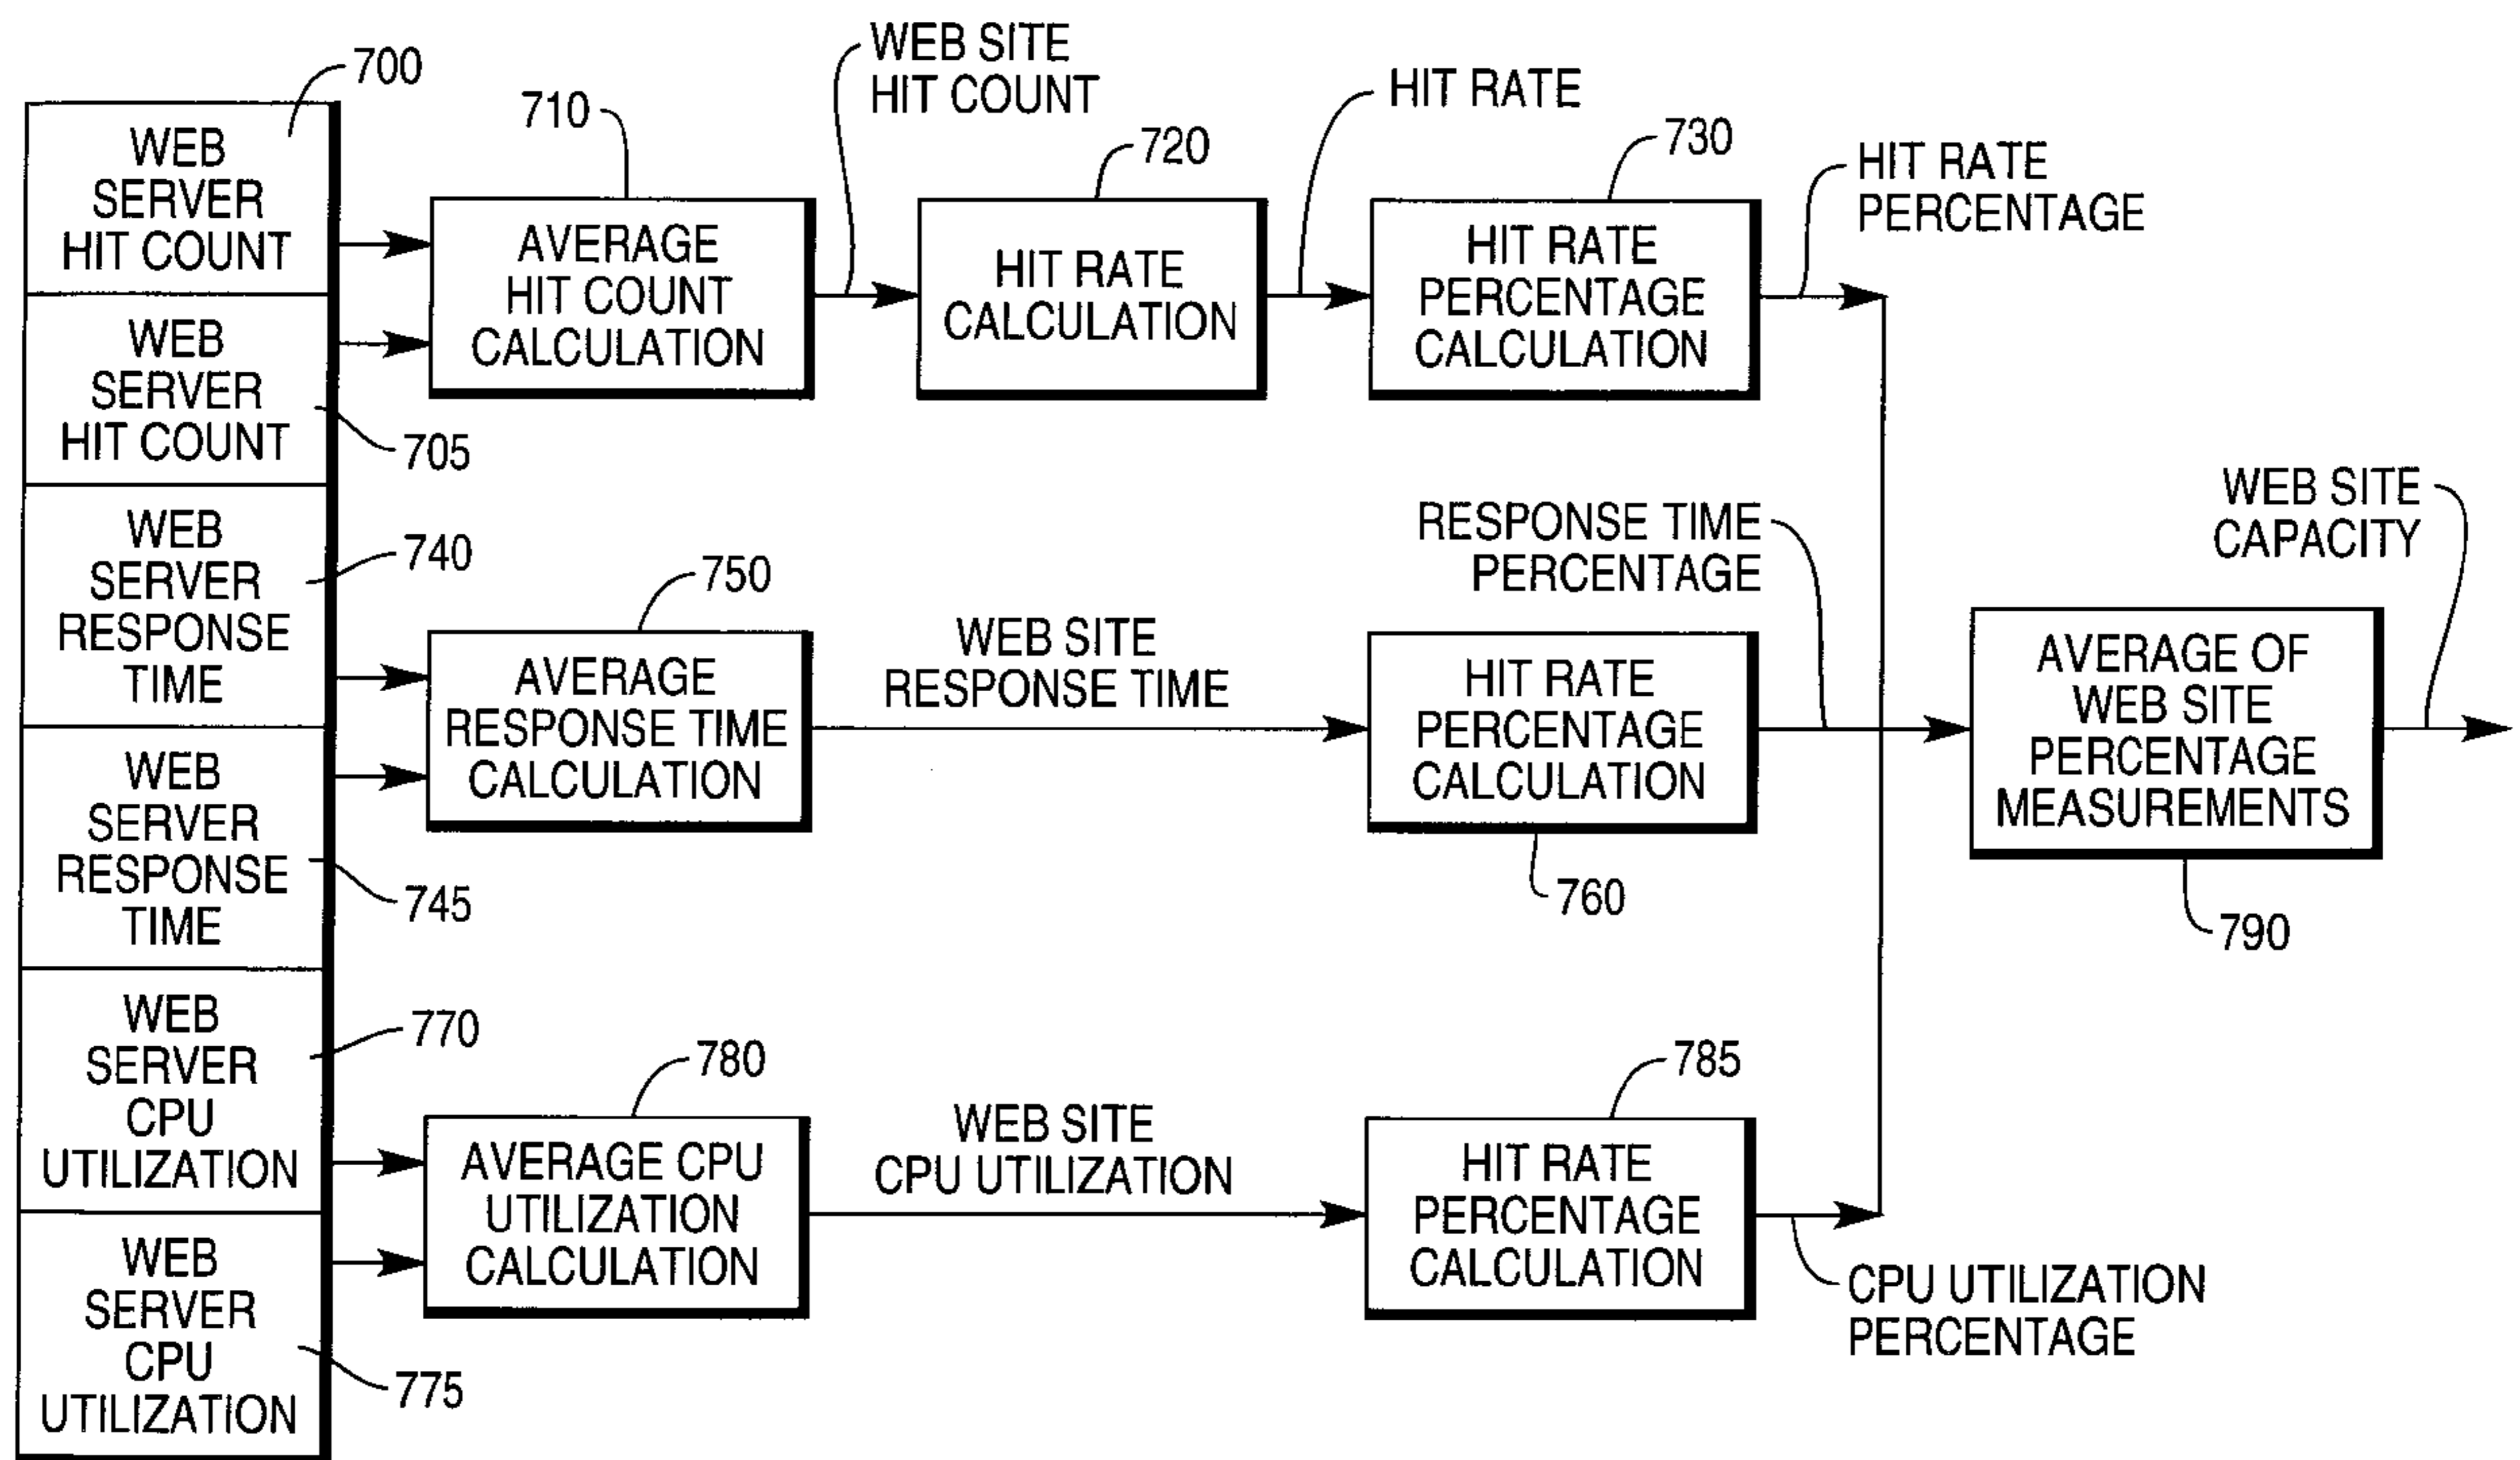 700
WEB
SERVER
HIT COUNT
WEB
SERVER
HIT COUNT
705
WEB
SERVER
RESPONSE
TIME
740
WEB
SERVER
RESPONSE
TIME
745
WEB
SERVER
CPU
UTILIZATION
770
WEB
SERVER
CPU
UTILIZATION
775
710
AVERAGE
HIT COUNT
CALCULATION
WEB SITE
HIT COUNT
720
HIT RATE
CALCULATION
HIT RATE
730
HIT RATE
PERCENTAGE
CALCULATION
HIT RATE
PERCENTAGE
750
AVERAGE
RESPONSE TIME
CALCULATION
WEB SITE
RESPONSE TIME
RESPONSE TIME
PERCENTAGE
HIT RATE
PERCENTAGE
CALCULATION
760
WEB SITE
CAPACITY
AVERAGE OF
WEB SITE
PERCENTAGE
MEASUREMENTS
790
780
AVERAGE CPU
UTILIZATION
CALCULATION
WEB SITE
CPU UTILIZATION
785
HIT RATE
PERCENTAGE
CALCULATION
CPU UTILIZATION
PERCENTAGE